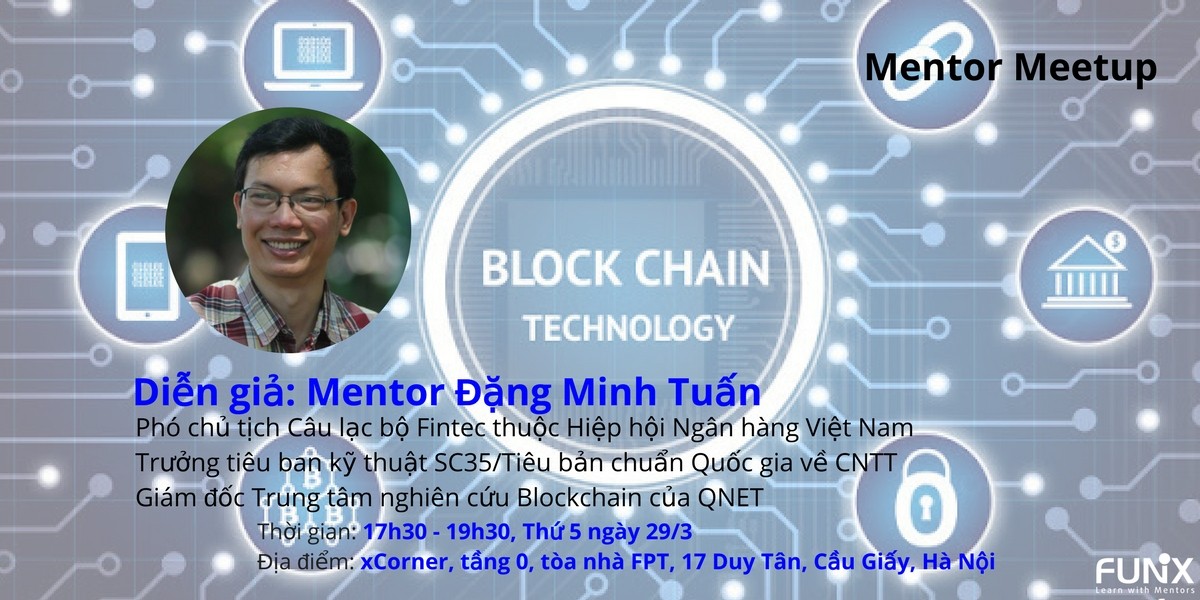 Mentor Meetup
BLOCK CHAIN
TECHNOLOGY
Diễn giả: Mentor Đặng Minh Tuấn
Phó chủ tịch Câu lạc bộ Fintec thuộc Hiệp hội Ngân hàng Việt Nam
Trưởng tiêu ban kỹ thuật SC35/Tiêu bản chuẩn Quốc gia về CNTT
Giám đốc Trung tâm nghiên cứu Blockchain của QNET
Thời gian: 17h30 - 19h30, Thứ 5 ngày 29/3
Địa điểm: xCorner, tầng 0, tòa nhà FPT, 17 Duy Tân, Cầu Giấy, Hà Nội
FUNiX
Learn with Mentors